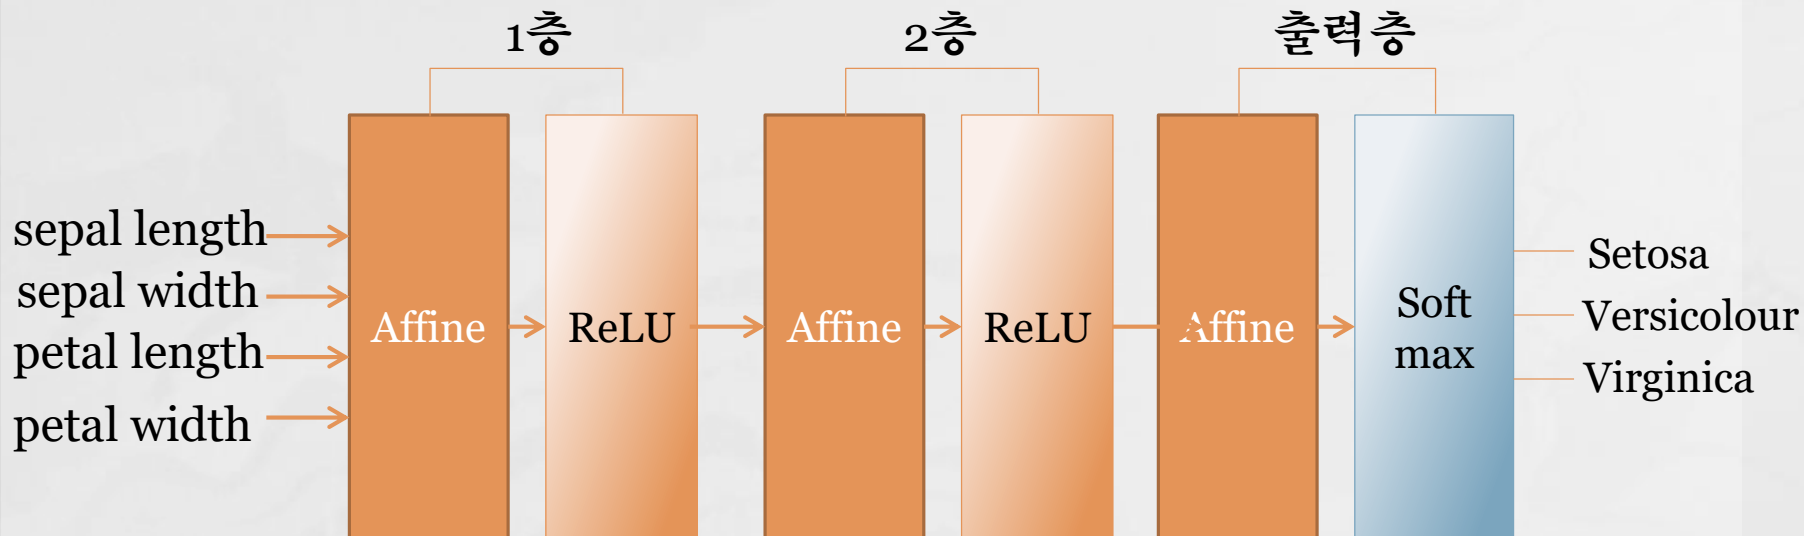 1층
2층
출력층
sepal length
sepal width
petal length
petal width
Affine
ReLU
Affine
ReLU
Affine
Soft
max
Setosa
Versicolour
Virginica